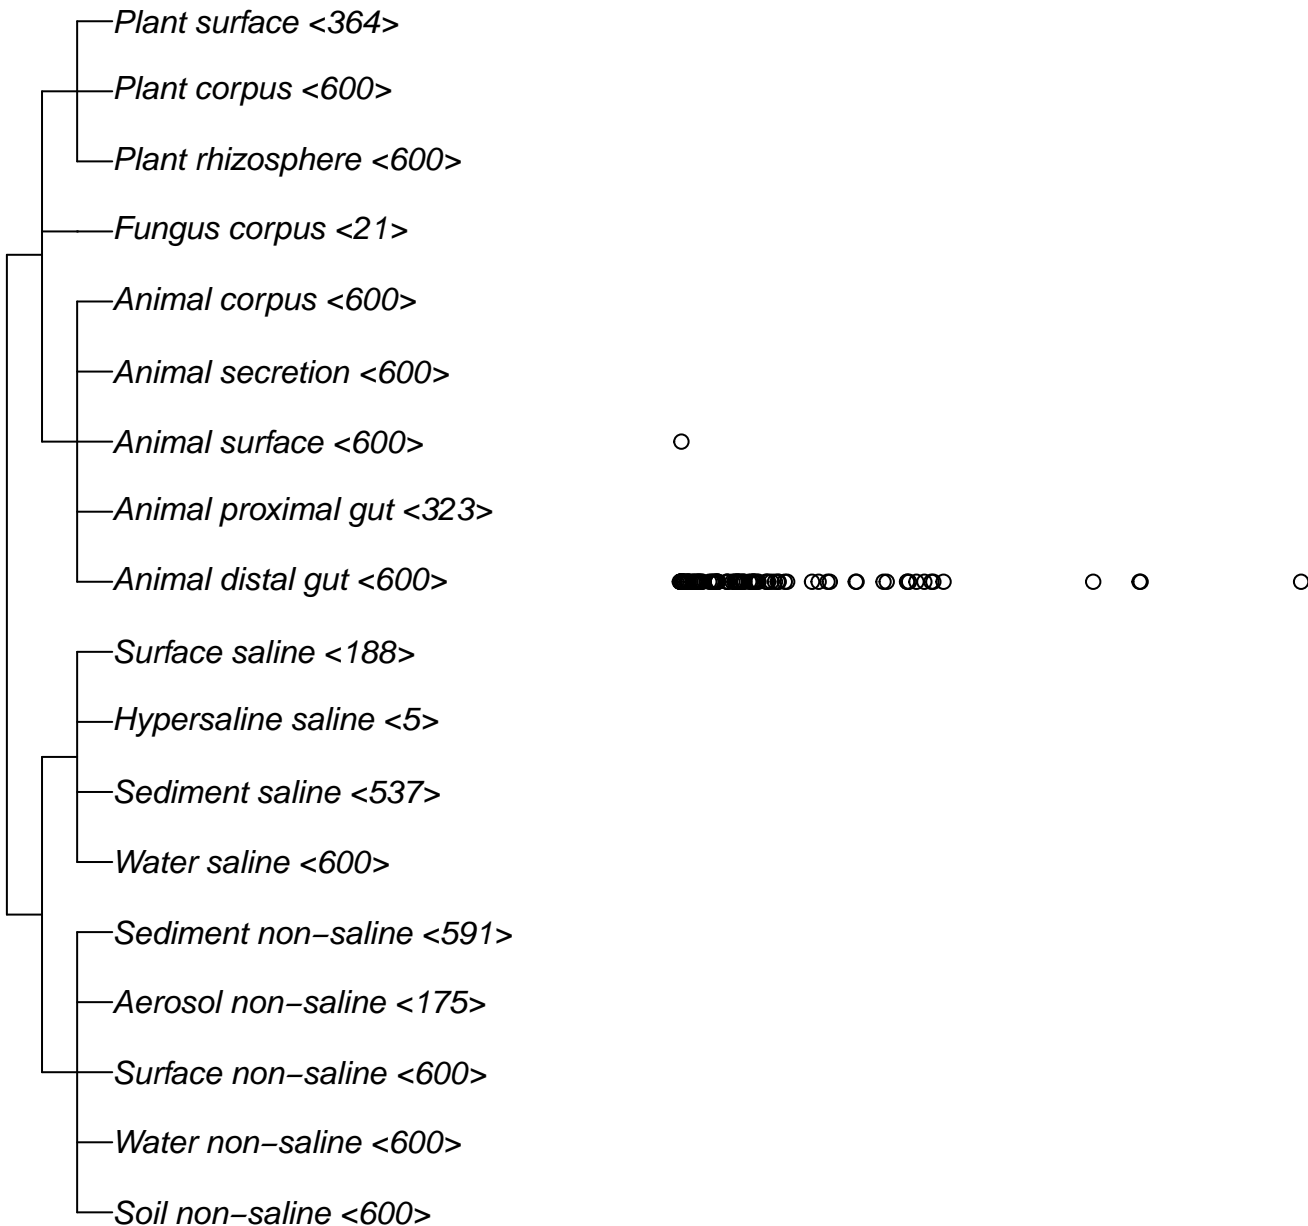 Plant surface <364>
Plant corpus <600>
Plant rhizosphere <600>
Fungus corpus <21>
Animal corpus <600>
Animal secretion <600>
Animal surface <600>
Animal proximal gut <323>
Animal distal gut <600>
Surface saline <188>
Hypersaline saline <5>
Sediment saline <537>
Water saline <600>
Sediment non−saline <591>
Aerosol non−saline <175>
Surface non−saline <600>
Water non−saline <600>
Soil non−saline <600>